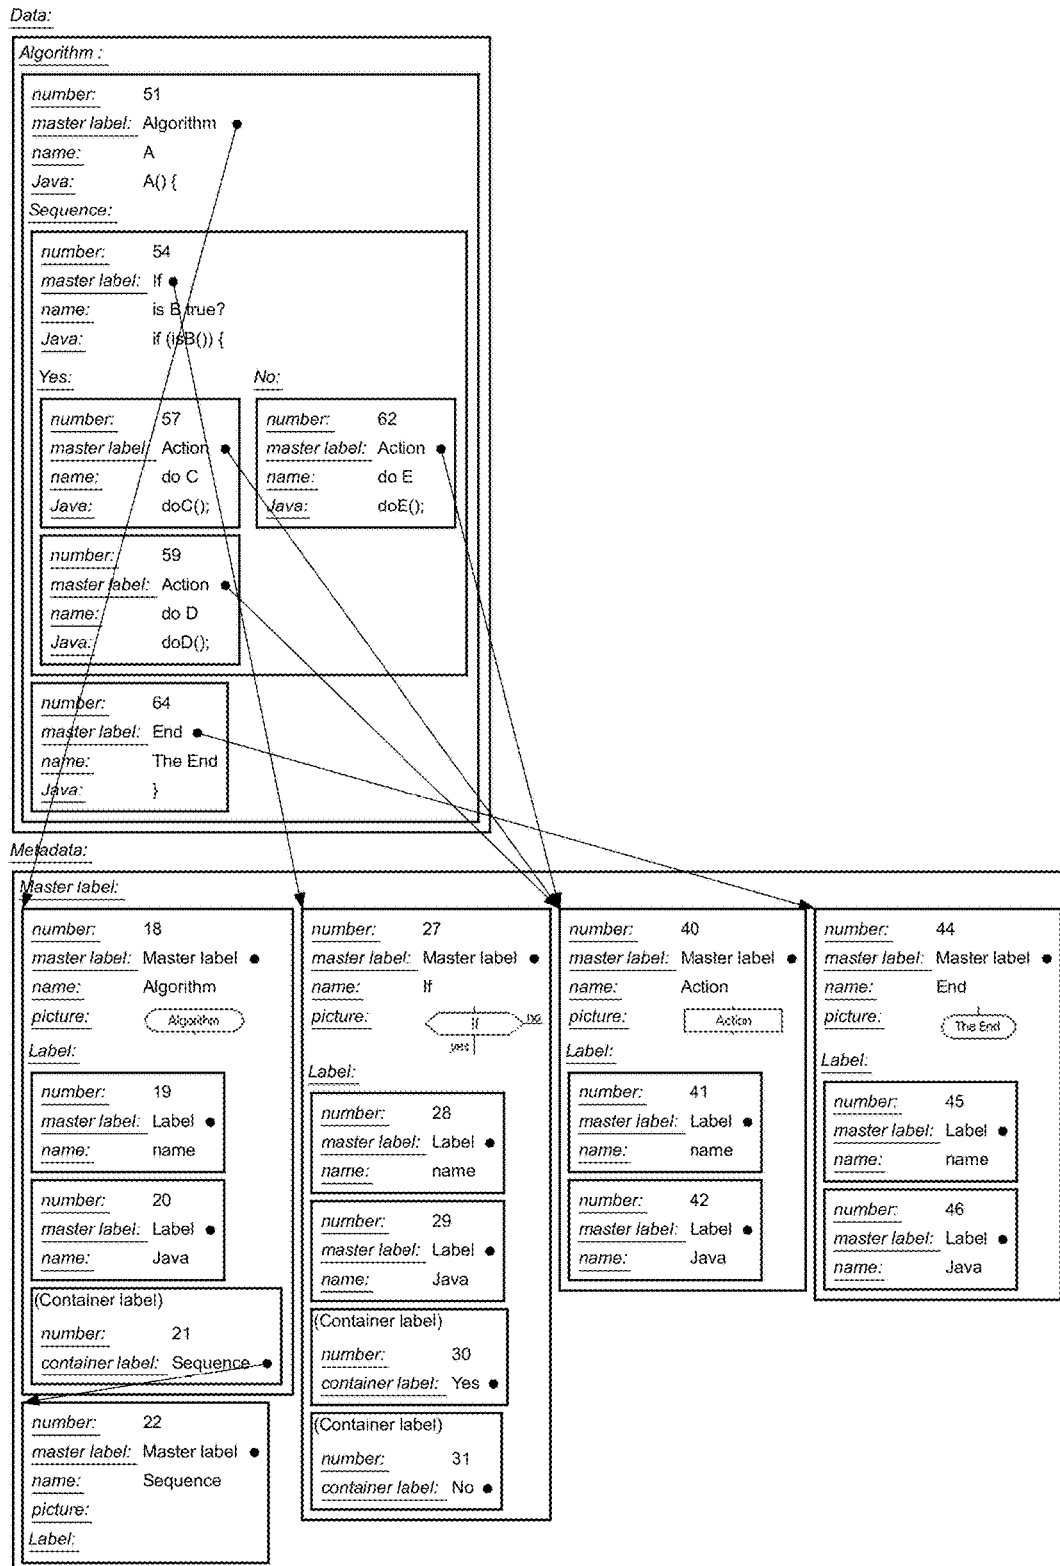 Data:
Algorithm :
number: 51
master label: Algorithm
name: A
Java: A() {
Sequence:
number: 54
master label: If
name: is B true?
Java: if (isB()) {
Yes: No:
number: 57
master label: Action
name: do C
Java: doC();
number: 62
master label: Action
name: do E
Java: doE();
number: 59
master label: Action
name: do D
Java: doD();
number: 64
master label: End
name: The End
Java: }
Metadata:
Master label:
number: 18
master label: Master label
name: Algorithm
picture: Algorithm
Label:
number: 19
master label: Label
name: name
number: 20
master label: Label
name: Java
(Container label)
number: 21
container label: Sequence
number: 22
master label: Master label
name: Sequence
picture:
Label:
number: 27
master label: Master label
name: If
picture: If no
yes
Label:
number: 28
master label: Label
name: name
number: 29
master label: Label
name: Java
(Container label)
number: 30
container label: Yes
(Container label)
number: 31
container label: No
number: 40
master label: Master label
name: Action
picture: Action
Label:
number: 41
master label: Label
name: name
number: 42
master label: Label
name: Java
number: 44
master label: Master label
name: End
picture: The End
Label:
number: 45
master label: Label
name: name
number: 46
master label: Label
name: Java